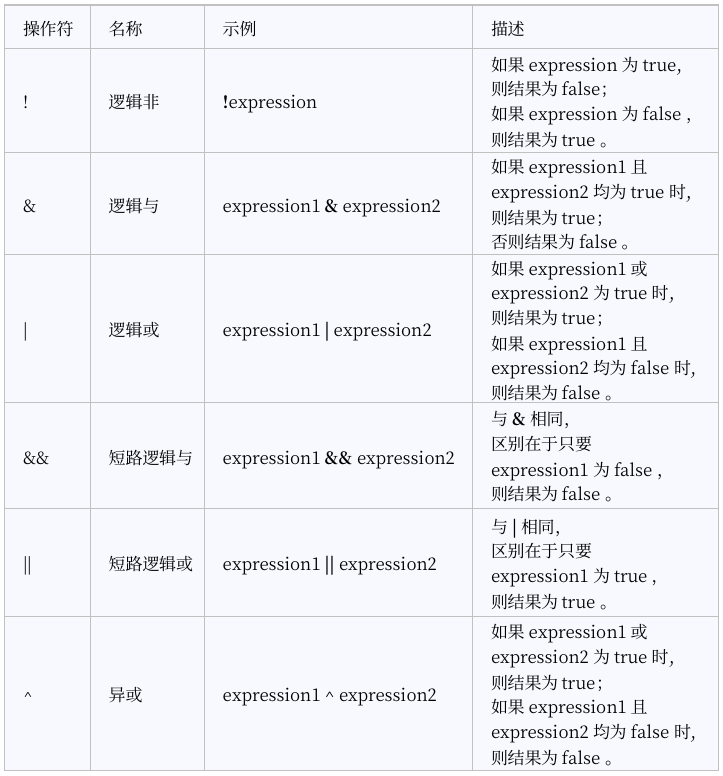 操作符 名称 示例 描述
! 逻辑非 !expression 如果 expression 为 true,
则结果为 false;
如果 expression 为 false ,
则结果为 true 。
& 逻辑与 expression1 & expression2 如果 expression1 且
expression2 均为 true 时,
则结果为 true;
否则结果为 false 。
| 逻辑或 expression1 | expression2 如果 expression1 或
expression2 为 true 时,
则结果为 true;
如果 expression1 且
expression2 均为 false 时,
则结果为 false 。
&& 短路逻辑与 expression1 && expression2 与 & 相同,
区别在于只要
expression1 为 false ,
则结果为 false 。
|| 短路逻辑或 expression1 || expression2 与 | 相同,
区别在于只要
expression1 为 true ,
则结果为 true 。
^ 异或 expression1 ^ expression2 如果 expression1 或
expression2 为 true 时,
则结果为 true;
如果 expression1 且
expression2 均为 false 时,
则结果为 false 。